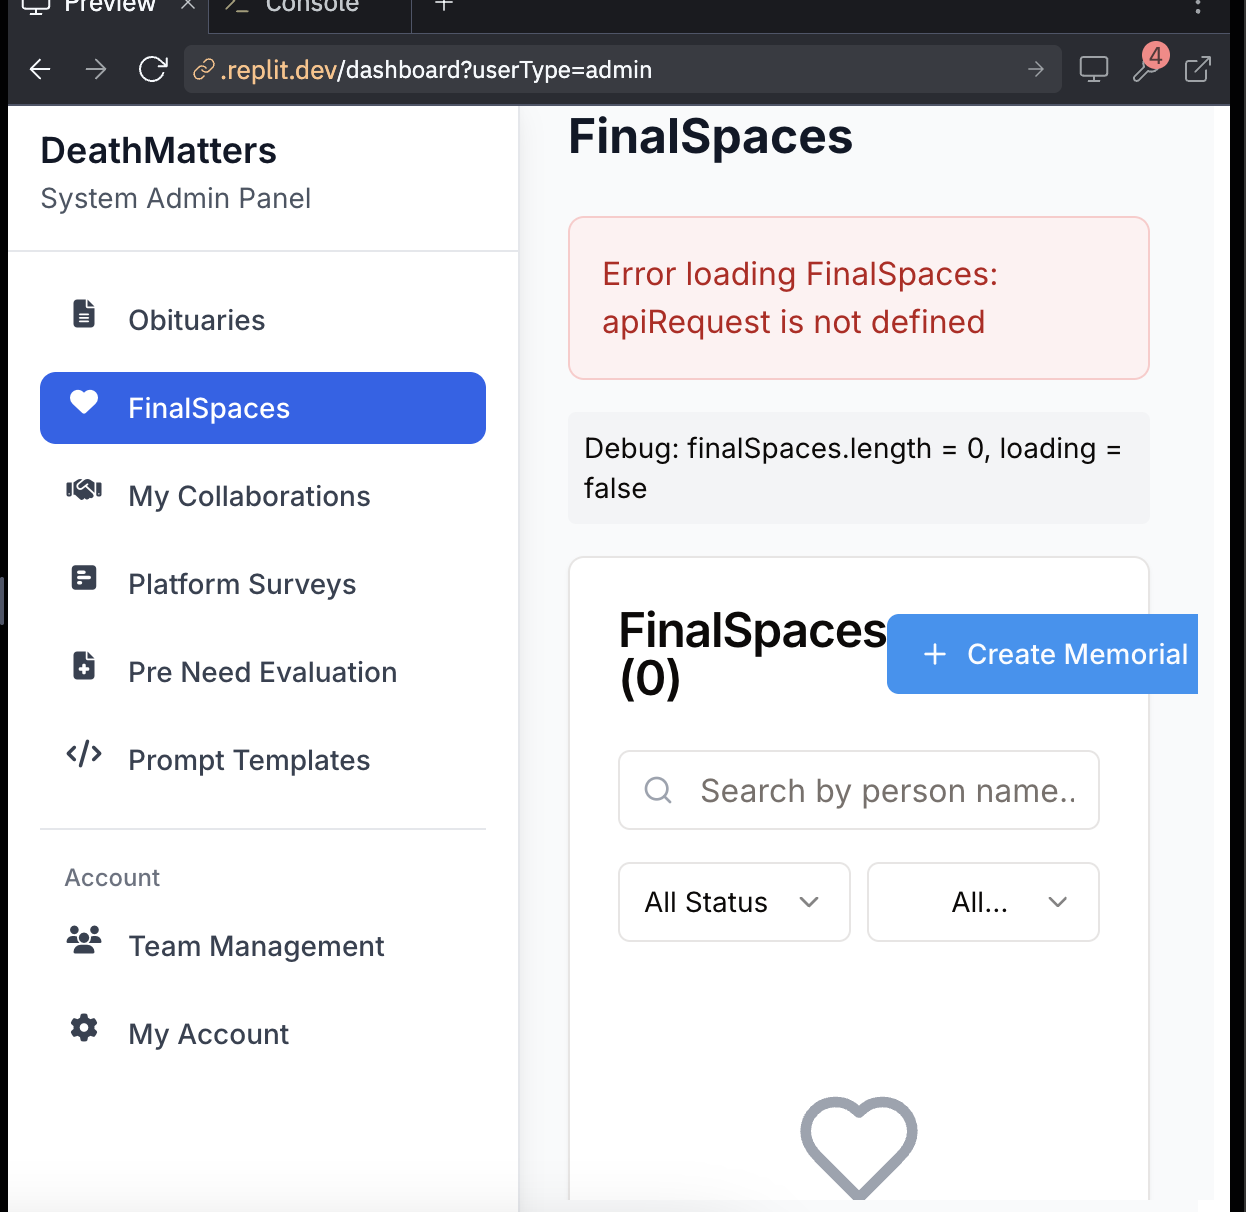 Preview
Console
.replit.dev/dashboard?userType=admin
4
DeathMatters
System Admin Panel
Obituaries
FinalSpaces
My Collaborations
Platform Surveys
Pre Need Evaluation
Prompt Templates
Account
Team Management
My Account
FinalSpaces
Error loading FinalSpaces:
apiRequest is not defined
Debug: finalSpaces.length = 0, loading =
false
FinalSpaces
(0)
Create Memorial
Search by person name..
All Status
All...